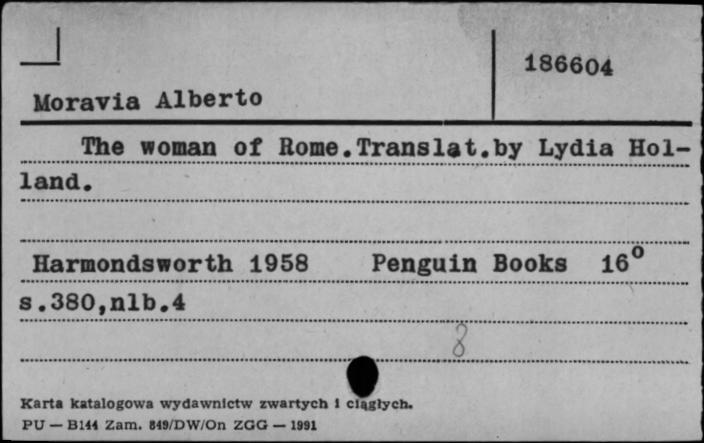 186604
Moravia Alberto
The woman of Rome.Translat.by Lydia Hol-
land.
Harmondsworth 1958 Penguin Books 16°
s.380,nlb.4
8
Karta katalogowa wydawnictw zwartych i ciągłych.
PU — B144 Zam. 849/DW/On ZGG — 1991